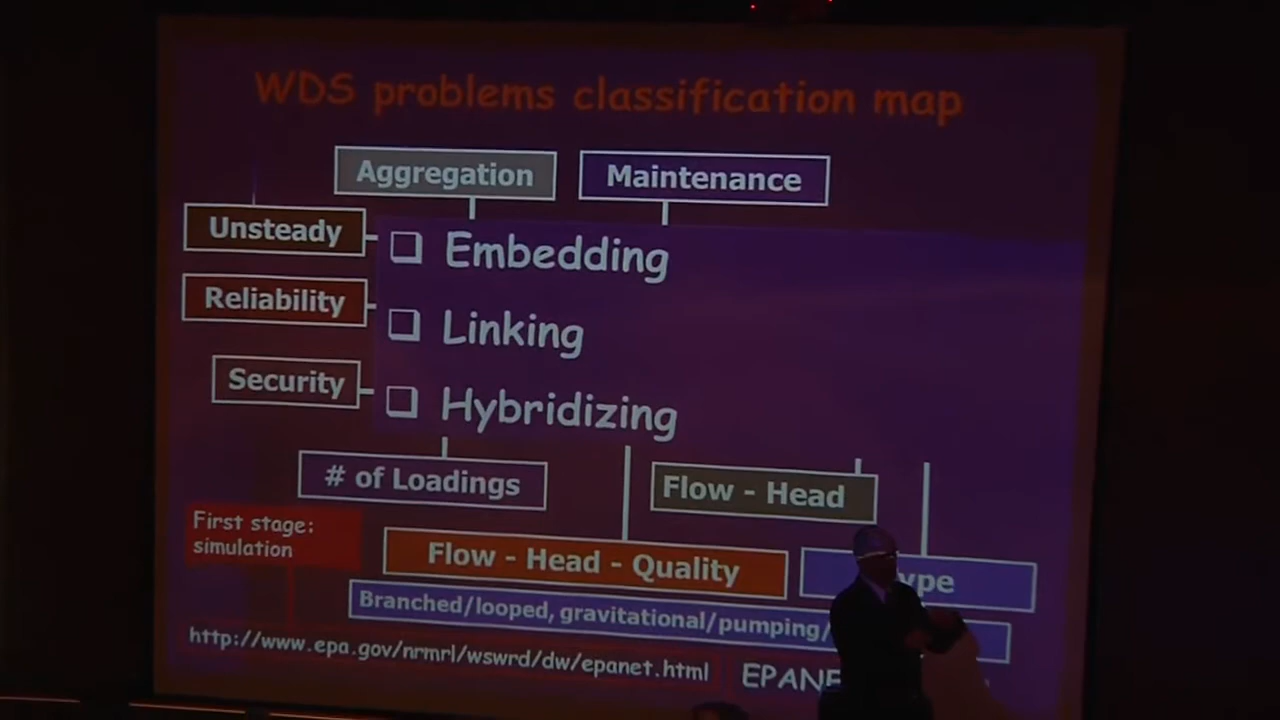 WDS problems classification map
Aggregation
Maintenance
Unsteady
Embedding
Reliability
Linking
Security
Hybridizing
# of Loadings
Flow - Head
First stage:
simulation
Flow - Head - Quality
Branched/looped, gravitational/pumping/
http://www.epa.gov/nrmrl/wswrd/dw/epanet.html